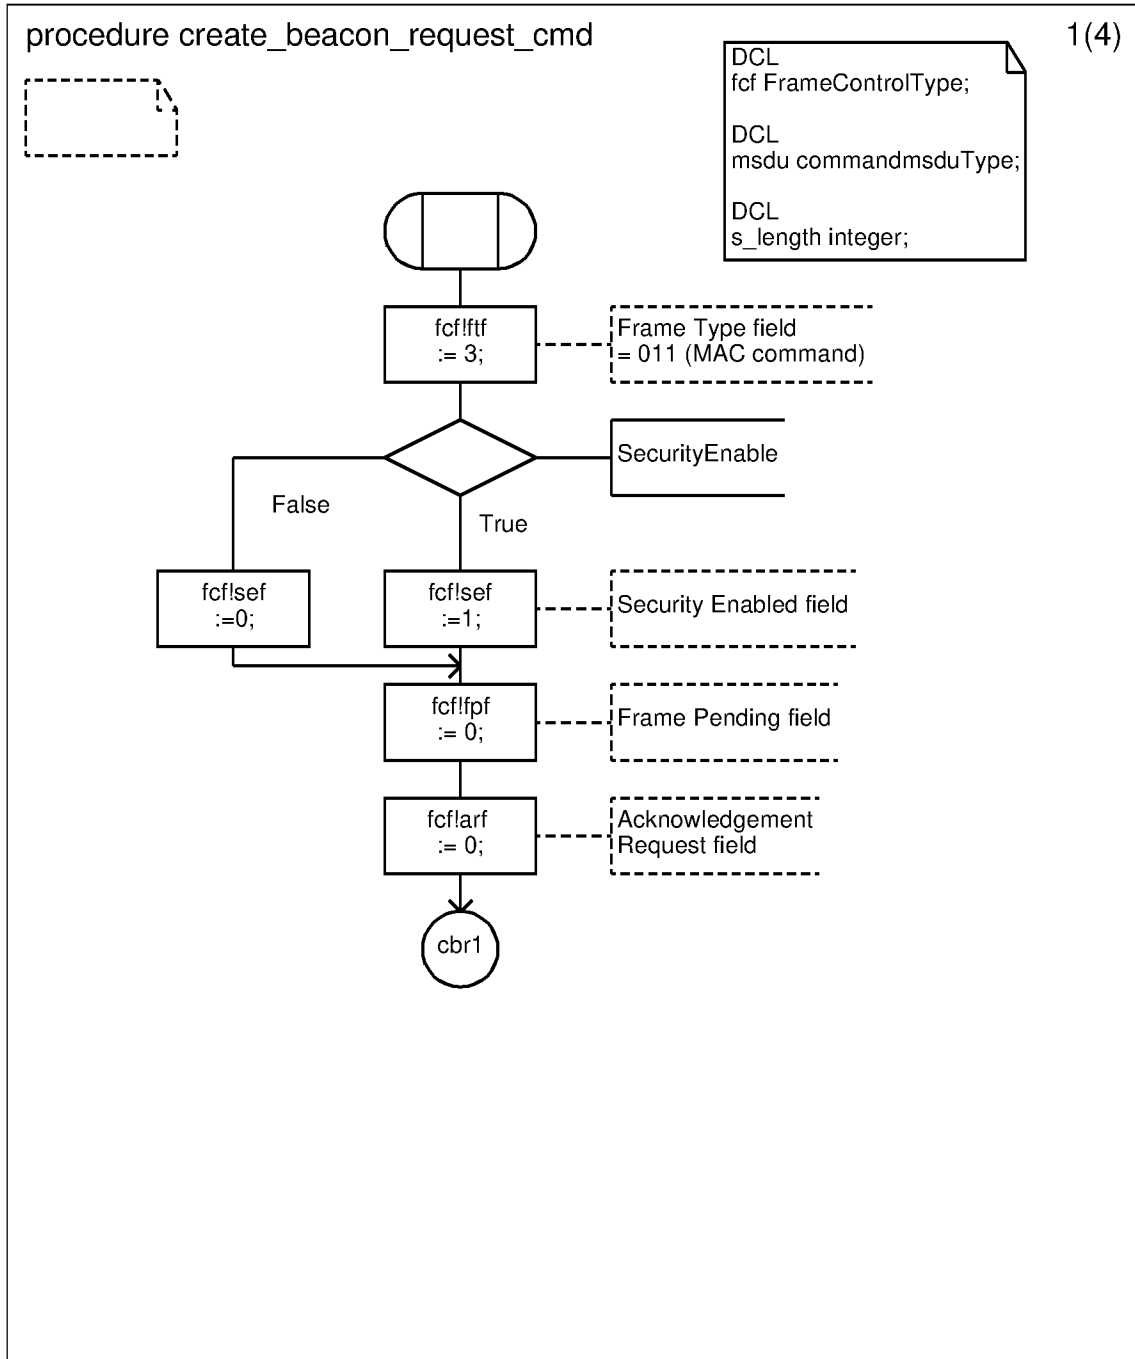 procedure create_beacon_request_cmd
1(4)
DCL
fcf FrameControlType;
DCL
msdu commandmsduType;
DCL
s_length integer;
fcf!ftf
:= 3;
Frame Type field
= 011 (MAC command)
SecurityEnable
False
True
fcf!sef
:=0;
fcf!sef
:=1;
Security Enabled field
fcf!fpf
:= 0;
Frame Pending field
fcf!arf
:= 0;
Acknowledgement
Request field
cbr1